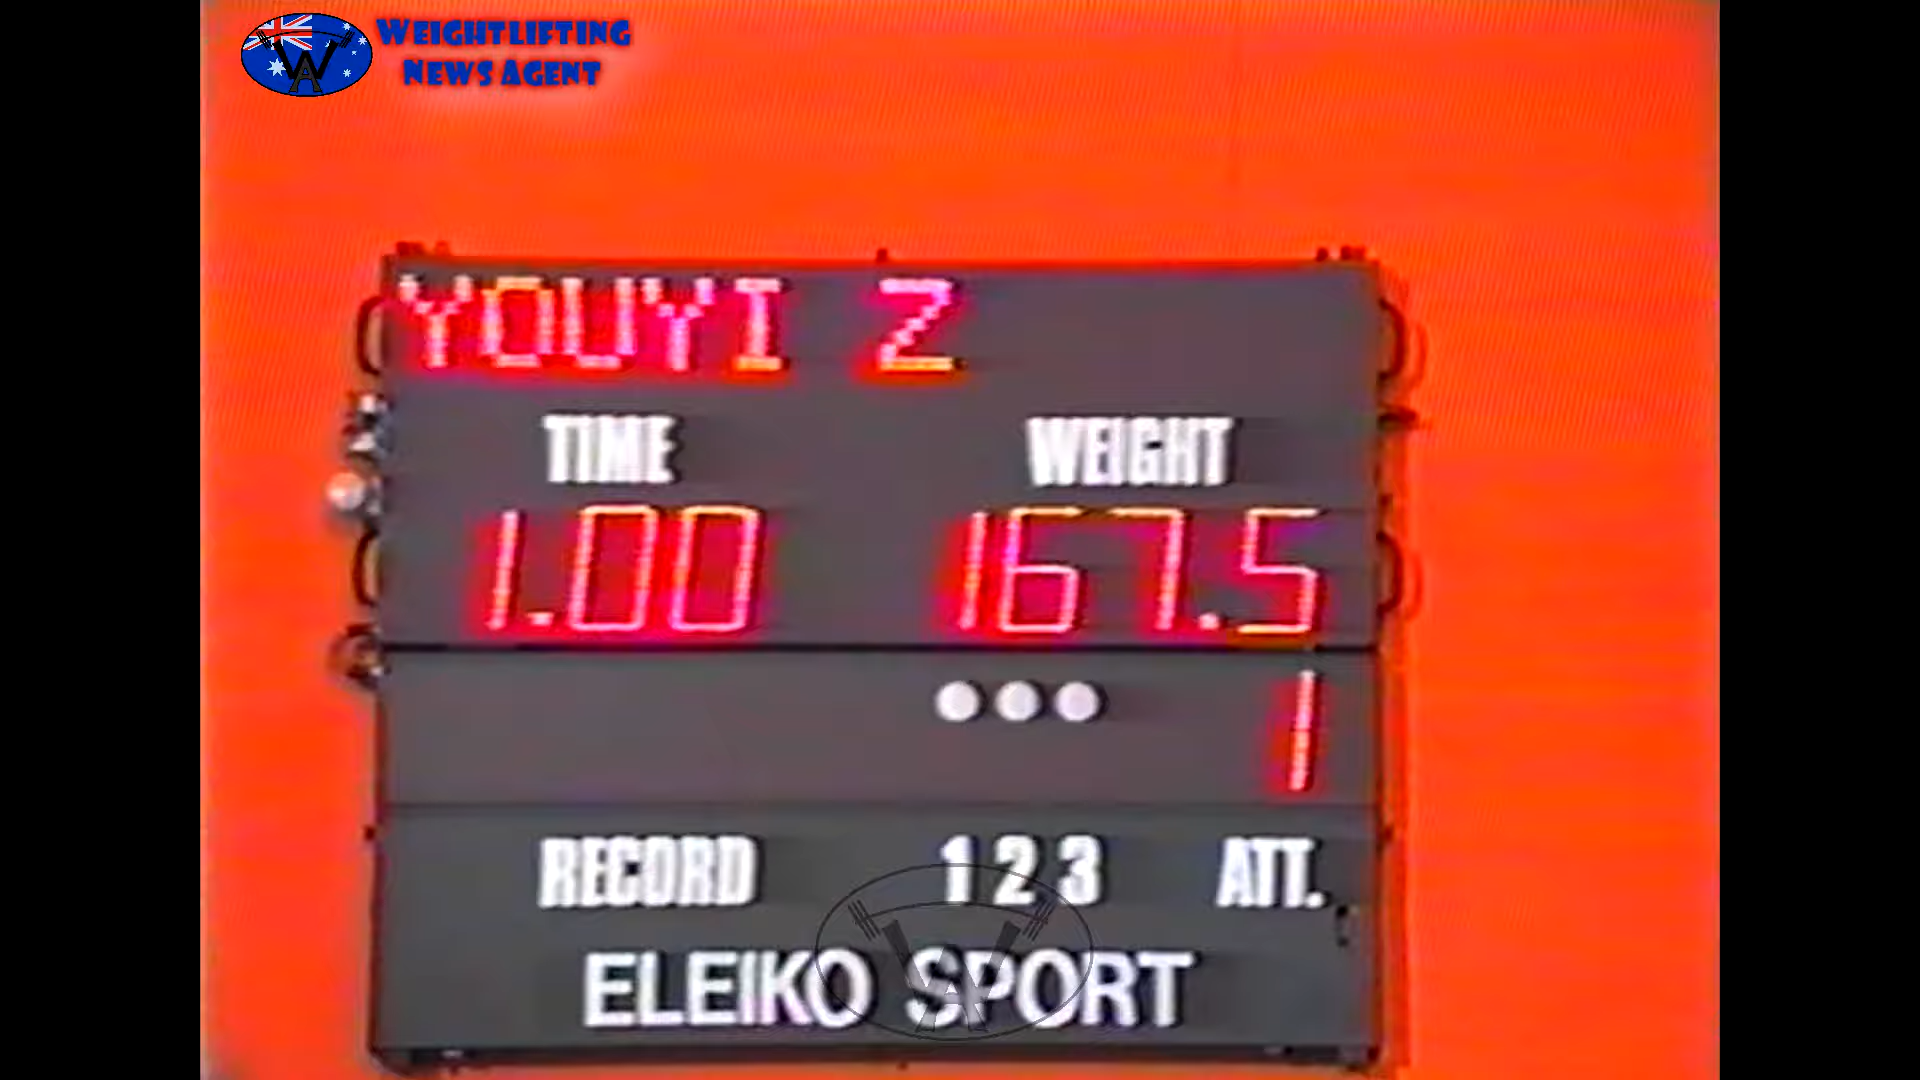 WEIGHTLIFTING
NEWS AGENT
YOUYI Z
TIME WEIGHT
1.00 167.5
1
RECORD 1 2 3 ATT.
ELEIKO SPORT